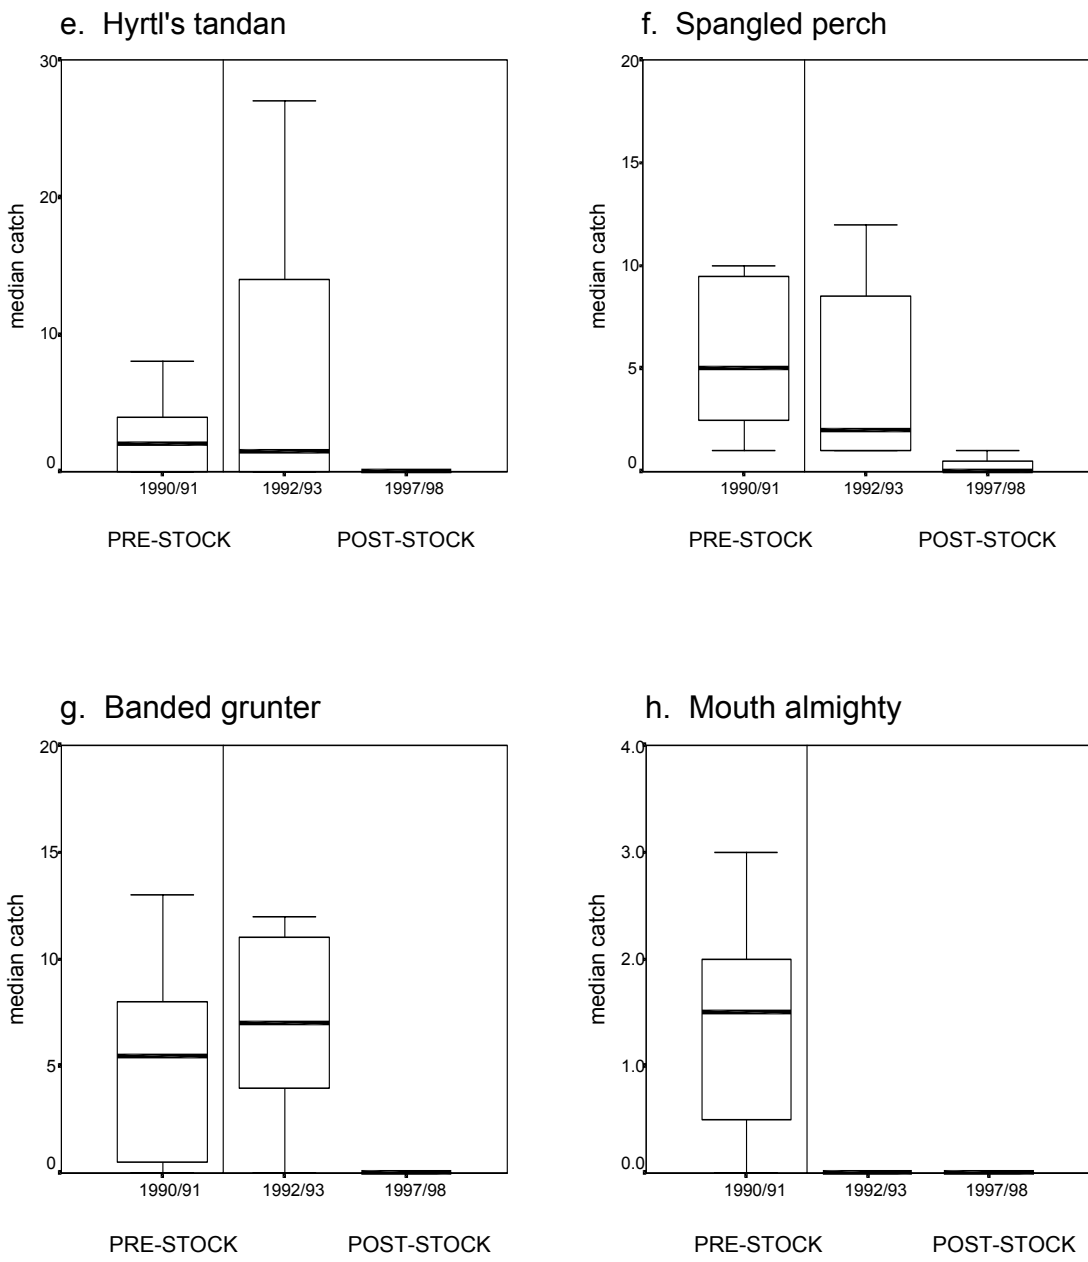 e. Hyrtl's tandan
30
20
10
0
median catch
1990/91 1992/93 1997/98
PRE-STOCK POST-STOCK
f. Spangled perch
20
15
10
5
0
median catch
1990/91 1992/93 1997/98
PRE-STOCK POST-STOCK
g. Banded grunter
20
15
10
5
0
median catch
1990/91 1992/93 1997/98
PRE-STOCK POST-STOCK
h. Mouth almighty
4.0
3.0
2.0
1.0
0.0
median catch
1990/91 1992/93 1997/98
PRE-STOCK POST-STOCK